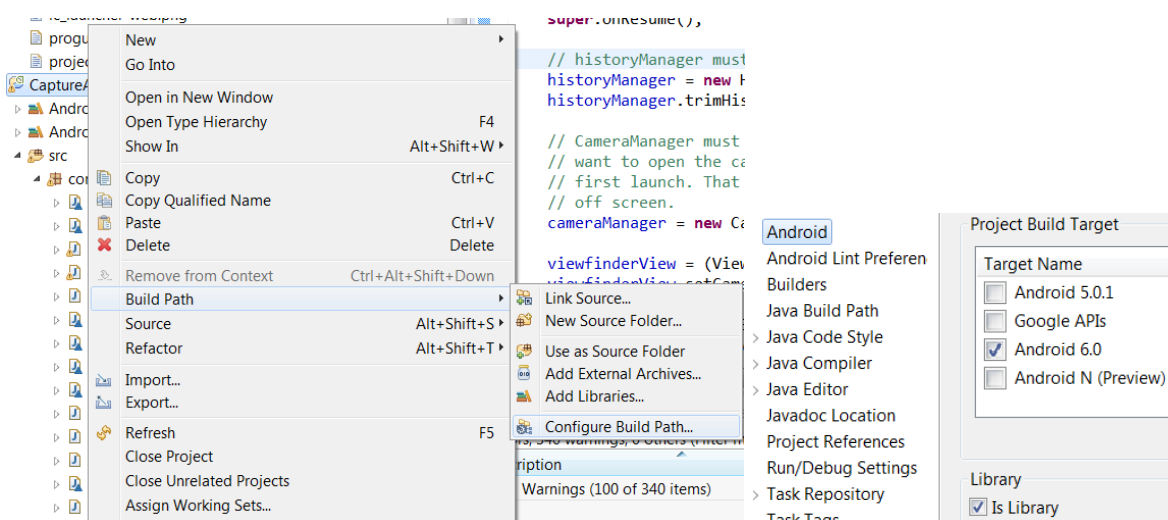 progu
projec
CaptureA
Andro
Andro
src
cor
New
Go Into
Open in New Window
Open Type Hierarchy F4
Show In Alt+Shift+W
Copy Ctrl+C
Copy Qualified Name
Paste Ctrl+V
Delete Delete
Remove from Context Ctrl+Alt+Shift+Down
Build Path
Source Alt+Shift+S
Refactor Alt+Shift+T
Import...
Export...
Refresh F5
Close Project
Close Unrelated Projects
Assign Working Sets...
Link Source...
New Source Folder...
Use as Source Folder
Add External Archives...
Add Libraries...
Configure Build Path...
super.onResume();
// historyManager must
historyManager = new H
historyManager.trimHis
// CameraManager must
// want to open the ca
// first launch. That
// off screen.
cameraManager = new Ca
viewfinderView = (View
ription
Warnings (100 of 340 items)
Android
Android Lint Preferen
Builders
Java Build Path
Java Code Style
Java Compiler
Java Editor
Javadoc Location
Project References
Run/Debug Settings
Task Repository
Task Tags
Project Build Target
Target Name
Android 5.0.1
Google APIs
Android 6.0
Android N (Preview)
Library
Is Library